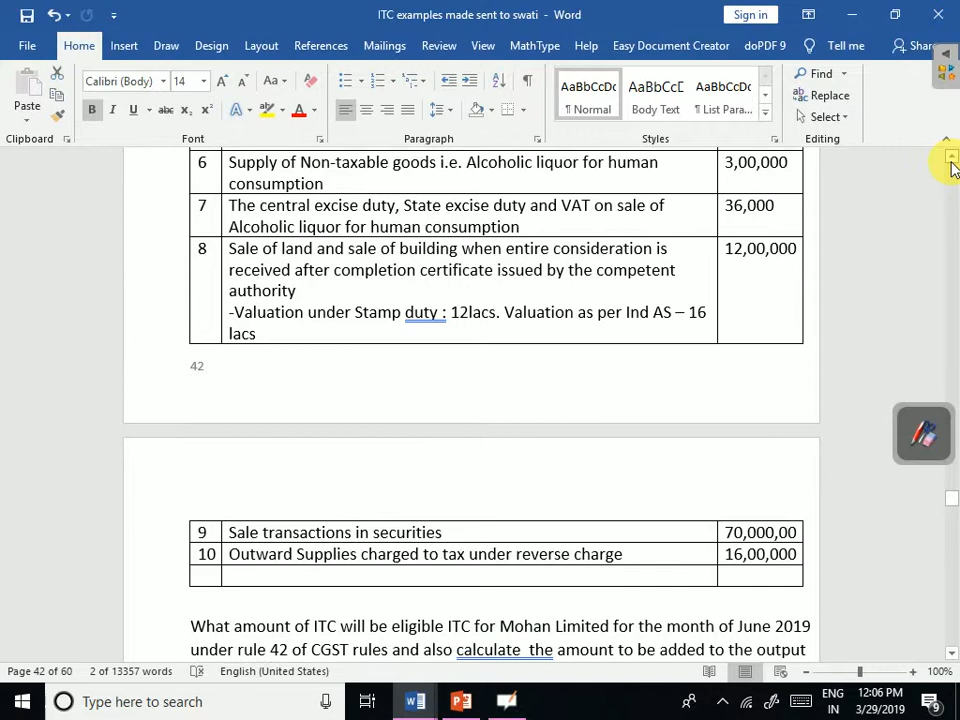 ITC examples made sent to swati - Word
Sign in
File Home Insert Draw Design Layout References Mailings Review View MathType Help Easy Document Creator doPDF 9 Tell me Share
Paste
Calibri (Body) 14
Aa
B I U abc x₂ x²
A A
Clipboard Font Paragraph Styles Editing
AaBbCcDc AaBbCcD AaBbCcDc
¶ Normal Body Text ¶ List Para...
Find
Replace
Select
6 Supply of Non-taxable goods i.e. Alcoholic liquor for human 3,00,000
consumption
7 The central excise duty, State excise duty and VAT on sale of 36,000
Alcoholic liquor for human consumption
8 Sale of land and sale of building when entire consideration is 12,00,000
received after completion certificate issued by the competent
authority
-Valuation under Stamp duty : 12lacs. Valuation as per Ind AS – 16
lacs
42
9 Sale transactions in securities 70,000,00
10 Outward Supplies charged to tax under reverse charge 16,00,000
What amount of ITC will be eligible ITC for Mohan Limited for the month of June 2019
under rule 42 of CGST rules and also calculate the amount to be added to the output
Page 42 of 60 2 of 13357 words English (United States) 100%
Type here to search
ENG
IN
12:06 PM
3/29/2019
9